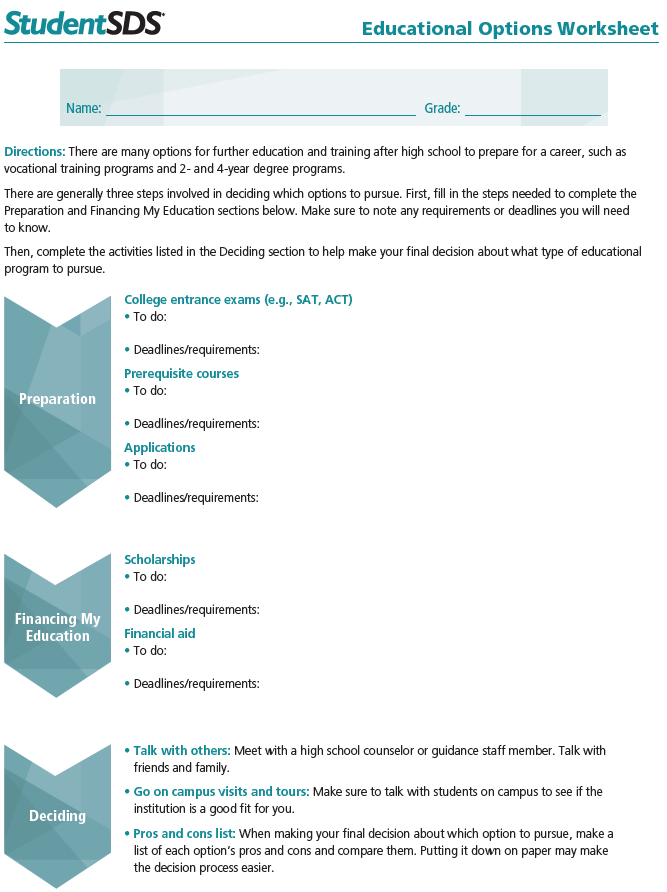 StudentSDS®
Educational Options Worksheet
Name: Grade:
Directions: There are many options for further education and training after high school to prepare for a career, such as
vocational training programs and 2- and 4-year degree programs.
There are generally three steps involved in deciding which options to pursue. First, fill in the steps needed to complete the
Preparation and Financing My Education sections below. Make sure to note any requirements or deadlines you will need
to know.
Then, complete the activities listed in the Deciding section to help make your final decision about what type of educational
program to pursue.
Preparation
College entrance exams (e.g., SAT, ACT)
• To do:
• Deadlines/requirements:
Prerequisite courses
• To do:
• Deadlines/requirements:
Applications
• To do:
• Deadlines/requirements:
Financing My
Education
Scholarships
• To do:
• Deadlines/requirements:
Financial aid
• To do:
• Deadlines/requirements:
Deciding
• Talk with others: Meet with a high school counselor or guidance staff member. Talk with
friends and family.
• Go on campus visits and tours: Make sure to talk with students on campus to see if the
institution is a good fit for you.
• Pros and cons list: When making your final decision about which option to pursue, make a
list of each option's pros and cons and compare them. Putting it down on paper may make
the decision process easier.